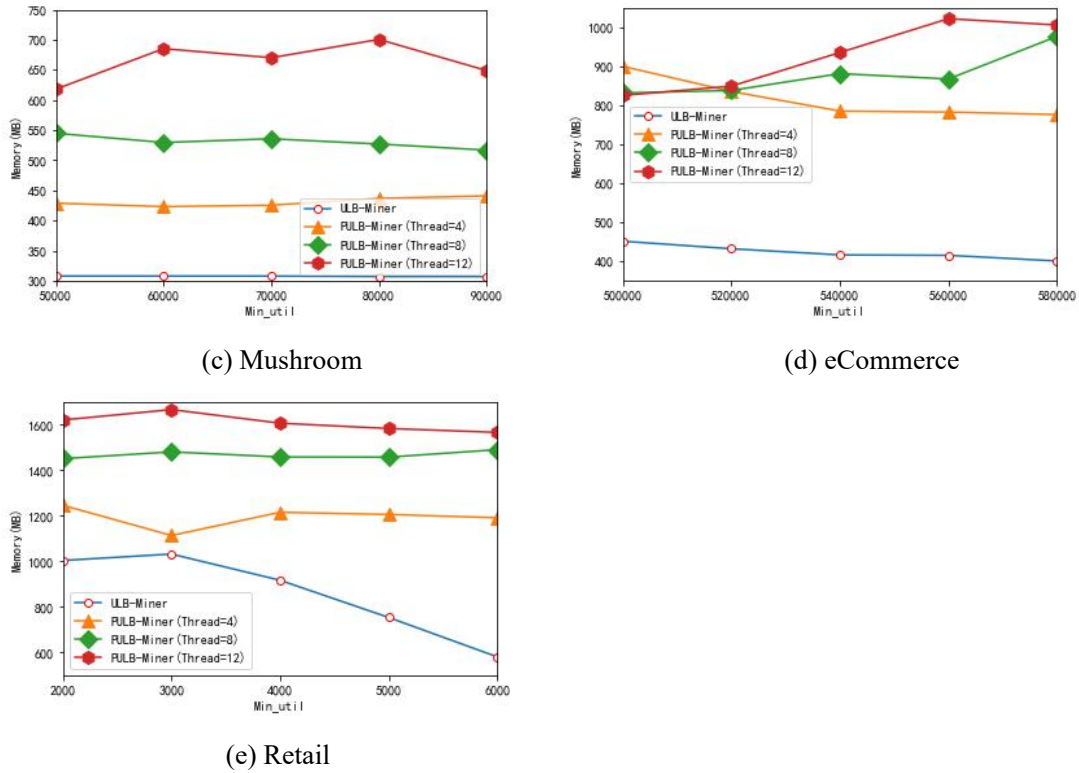 750
700
650
600
550
500
450
400
350
300
Memory(MB)
ULB-Miner
PULB-Miner(Thread=4)
PULB-Miner(Thread=8)
PULB-Miner(Thread=12)
50000 60000 70000 80000 90000
Min_util
(c) Mushroom
1000
900
800
700
600
500
400
Memory(MB)
ULB-Miner
PULB-Miner(Thread=4)
PULB-Miner(Thread=8)
PULB-Miner(Thread=12)
500000 520000 540000 560000 580000
Min_util
(d) eCommerce
1600
1400
1200
1000
800
600
Memory(MB)
ULB-Miner
PULB-Miner(Thread=4)
PULB-Miner(Thread=8)
PULB-Miner(Thread=12)
2000 3000 4000 5000 6000
Min_util
(e) Retail